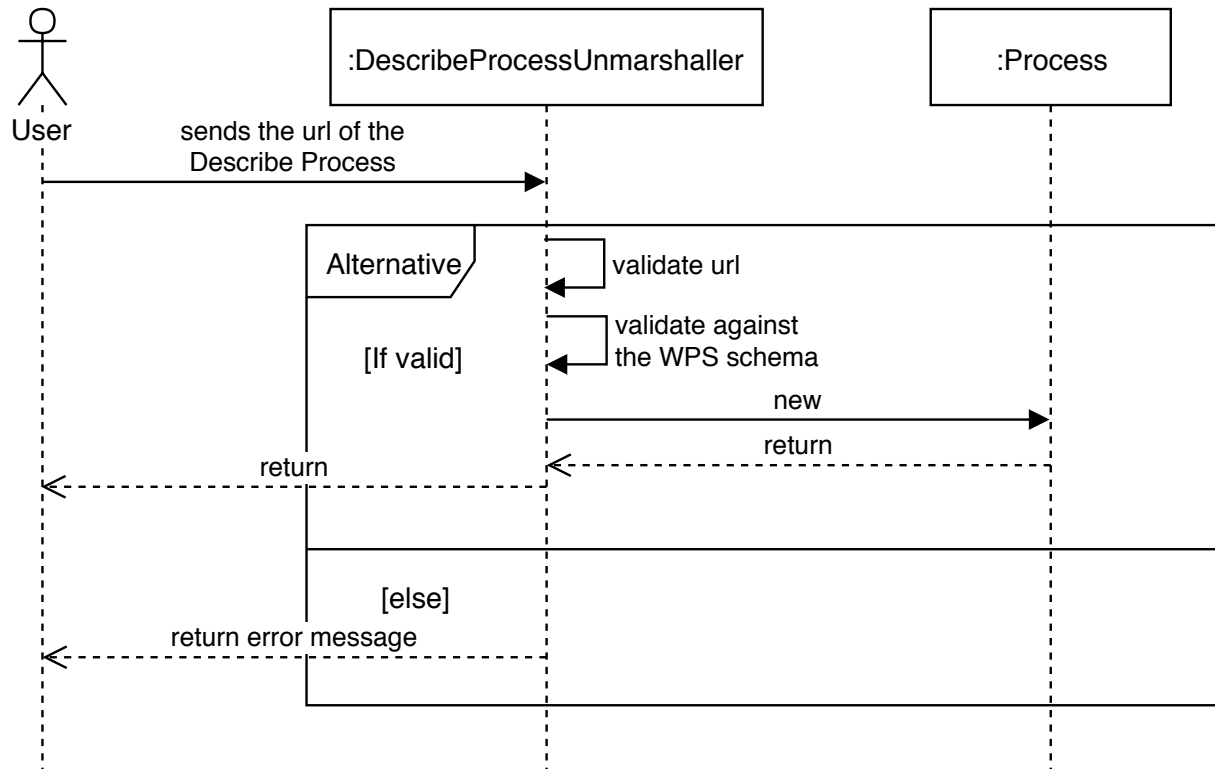 :DescribeProcessUnmarshaller
:Process
User
sends the url of the
Describe Process
Alternative
validate url
validate against
the WPS schema
[If valid]
new
return
return
[else]
return error message